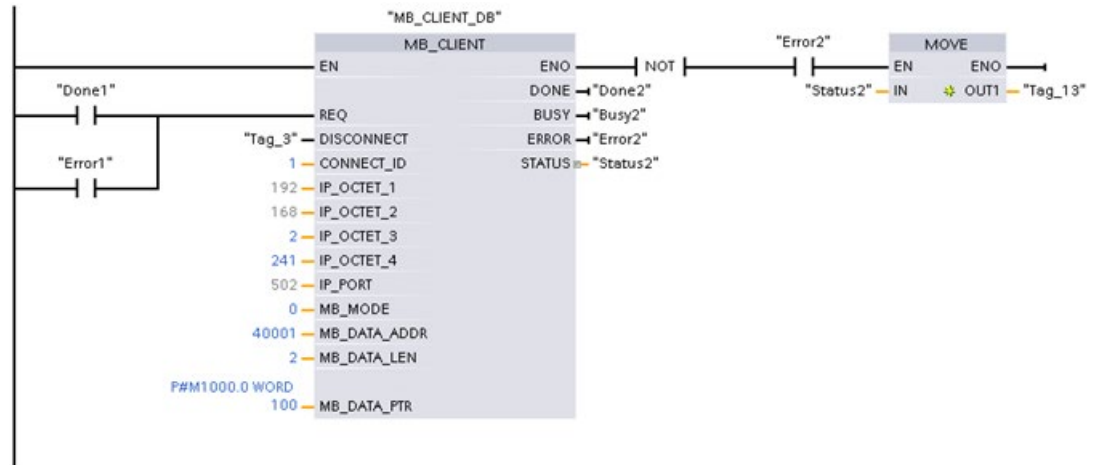 "MB_CLIENT_DB"
MB_CLIENT
EN ENO NOT "Error2" MOVE
EN ENO
"Done1" DONE "Done2" "Status2" IN OUT1 "Tag_13"
REQ BUSY "Busy2"
"Tag_3" DISCONNECT ERROR "Error2"
"Error1" 1 CONNECT_ID STATUS "Status2"
192 IP_OCTET_1
168 IP_OCTET_2
2 IP_OCTET_3
241 IP_OCTET_4
502 IP_PORT
0 MB_MODE
40001 MB_DATA_ADDR
2 MB_DATA_LEN
P#M1000.0 WORD
100 MB_DATA_PTR